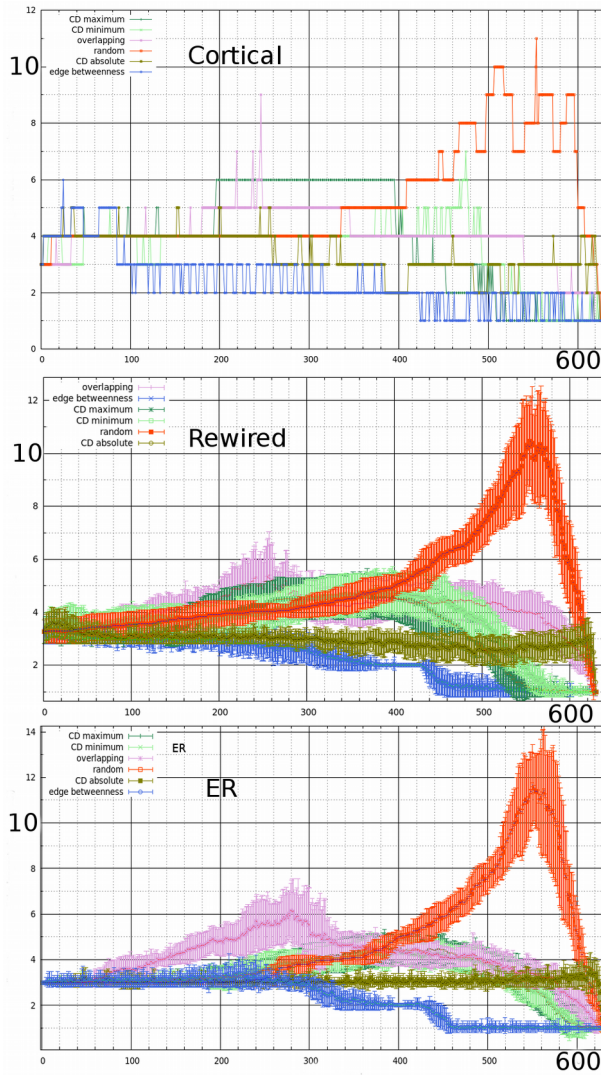 12
CD maximum
CD minimum
overlapping
random
CD absolute
edge betweenness
Cortical
10
8
6
4
2
0
0 100 200 300 400 500 600
12
overlapping
edge betweenness
CD maximum
CD minimum
random
CD absolute
Rewired
10
8
6
4
2
0 100 200 300 400 500 600
14
CD maximum
CD minimum ER
overlapping
random
CD absolute
edge betweenness
ER
12
10
8
6
4
2
0 100 200 300 400 500 600